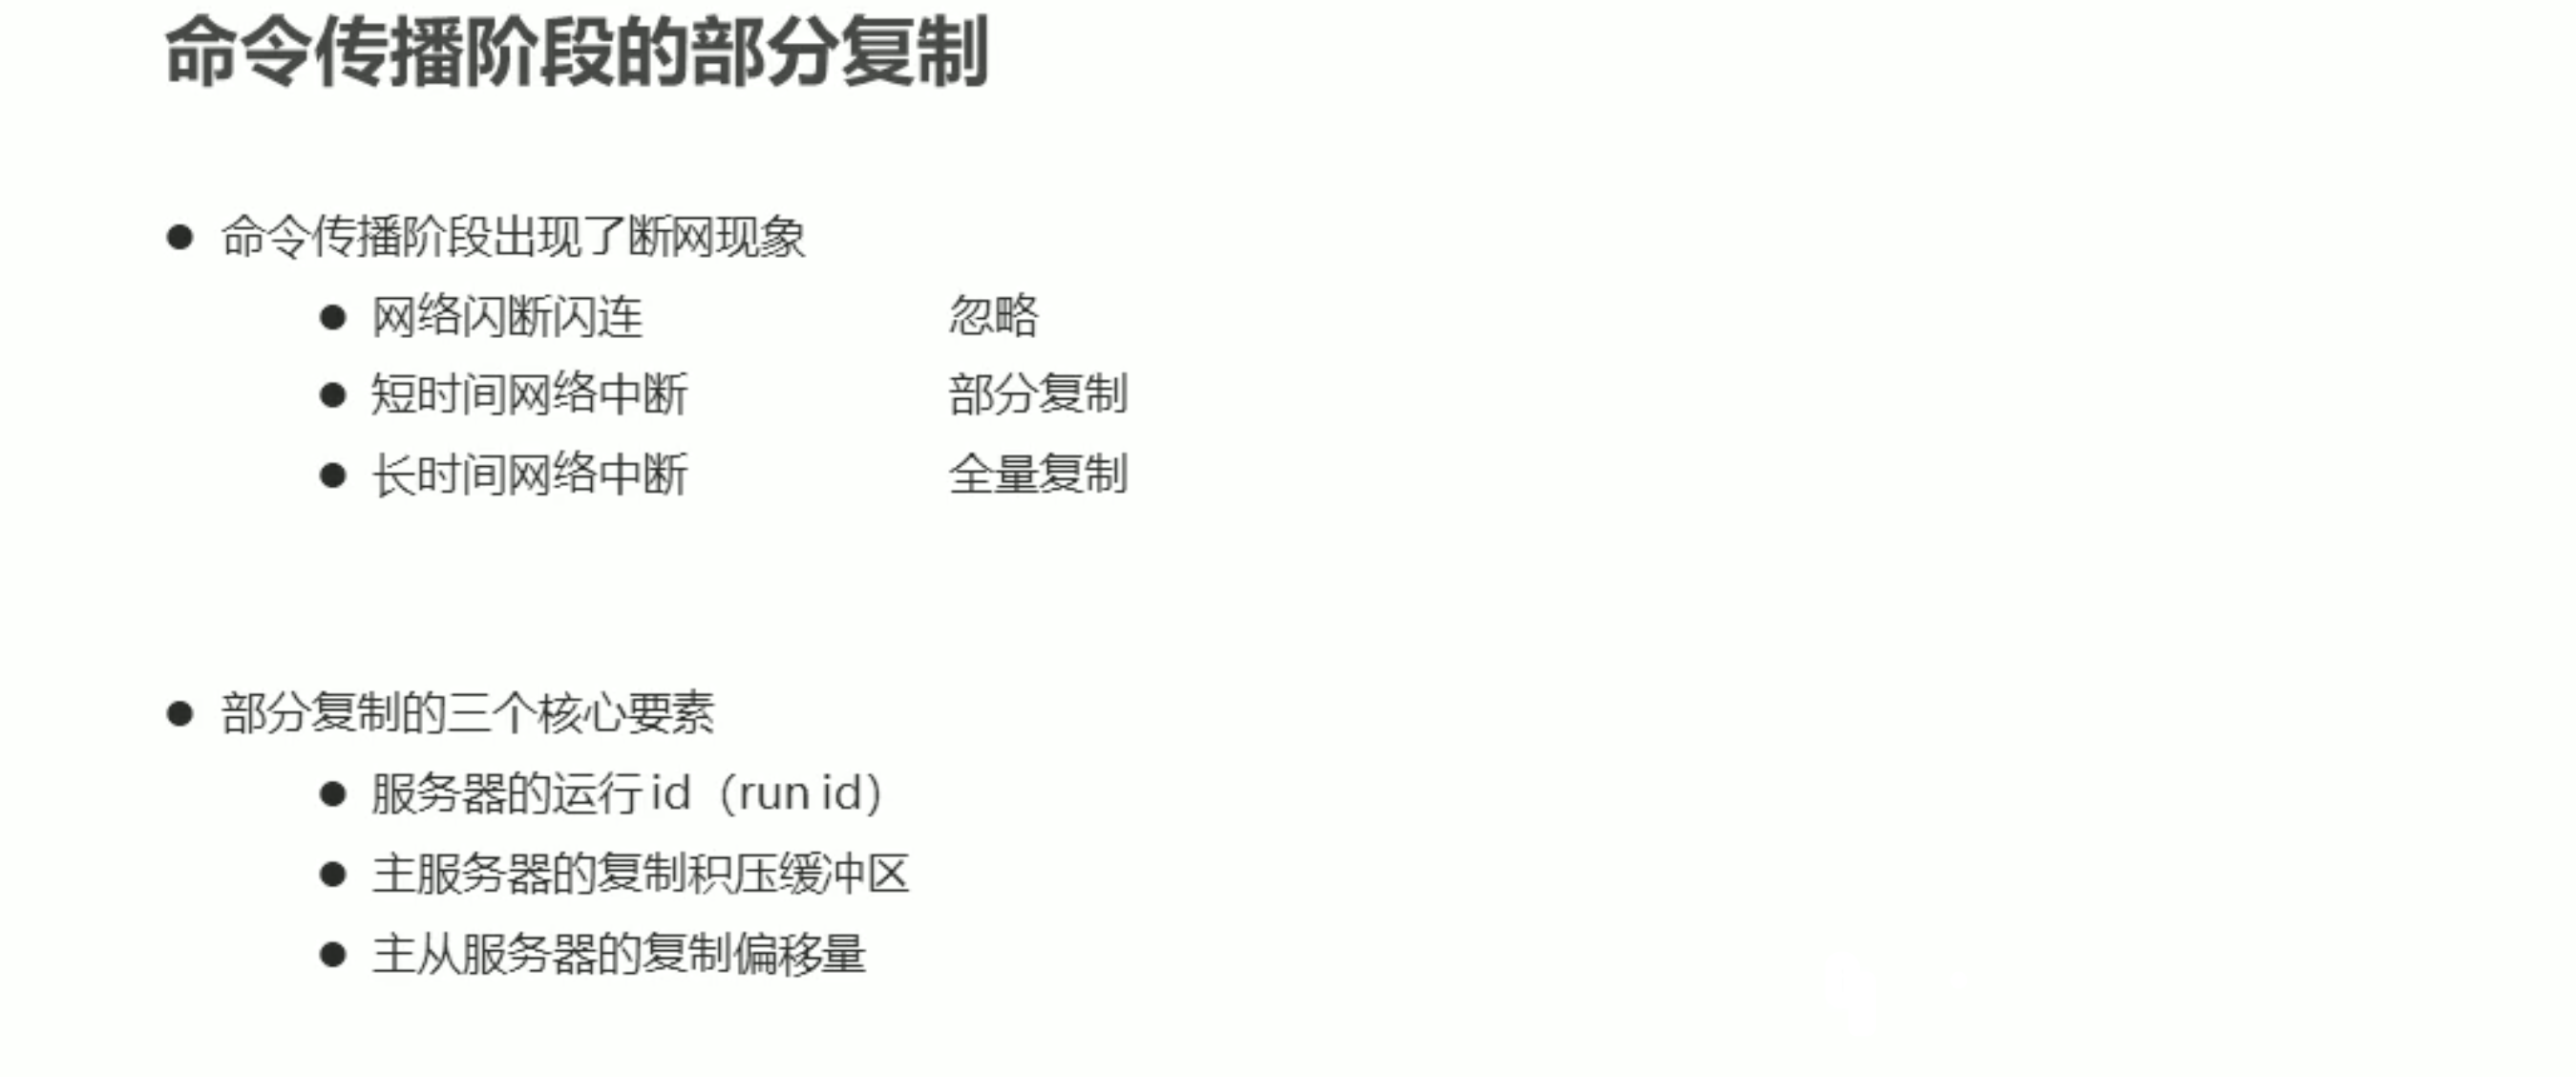 命令传播阶段的部分复制
● 命令传播阶段出现了断网现象
● 网络闪断闪连 忽略
● 短时间网络中断 部分复制
● 长时间网络中断 全量复制
● 部分复制的三个核心要素
● 服务器的运行 id（run id）
● 主服务器的复制积压缓冲区
● 主从服务器的复制偏移量